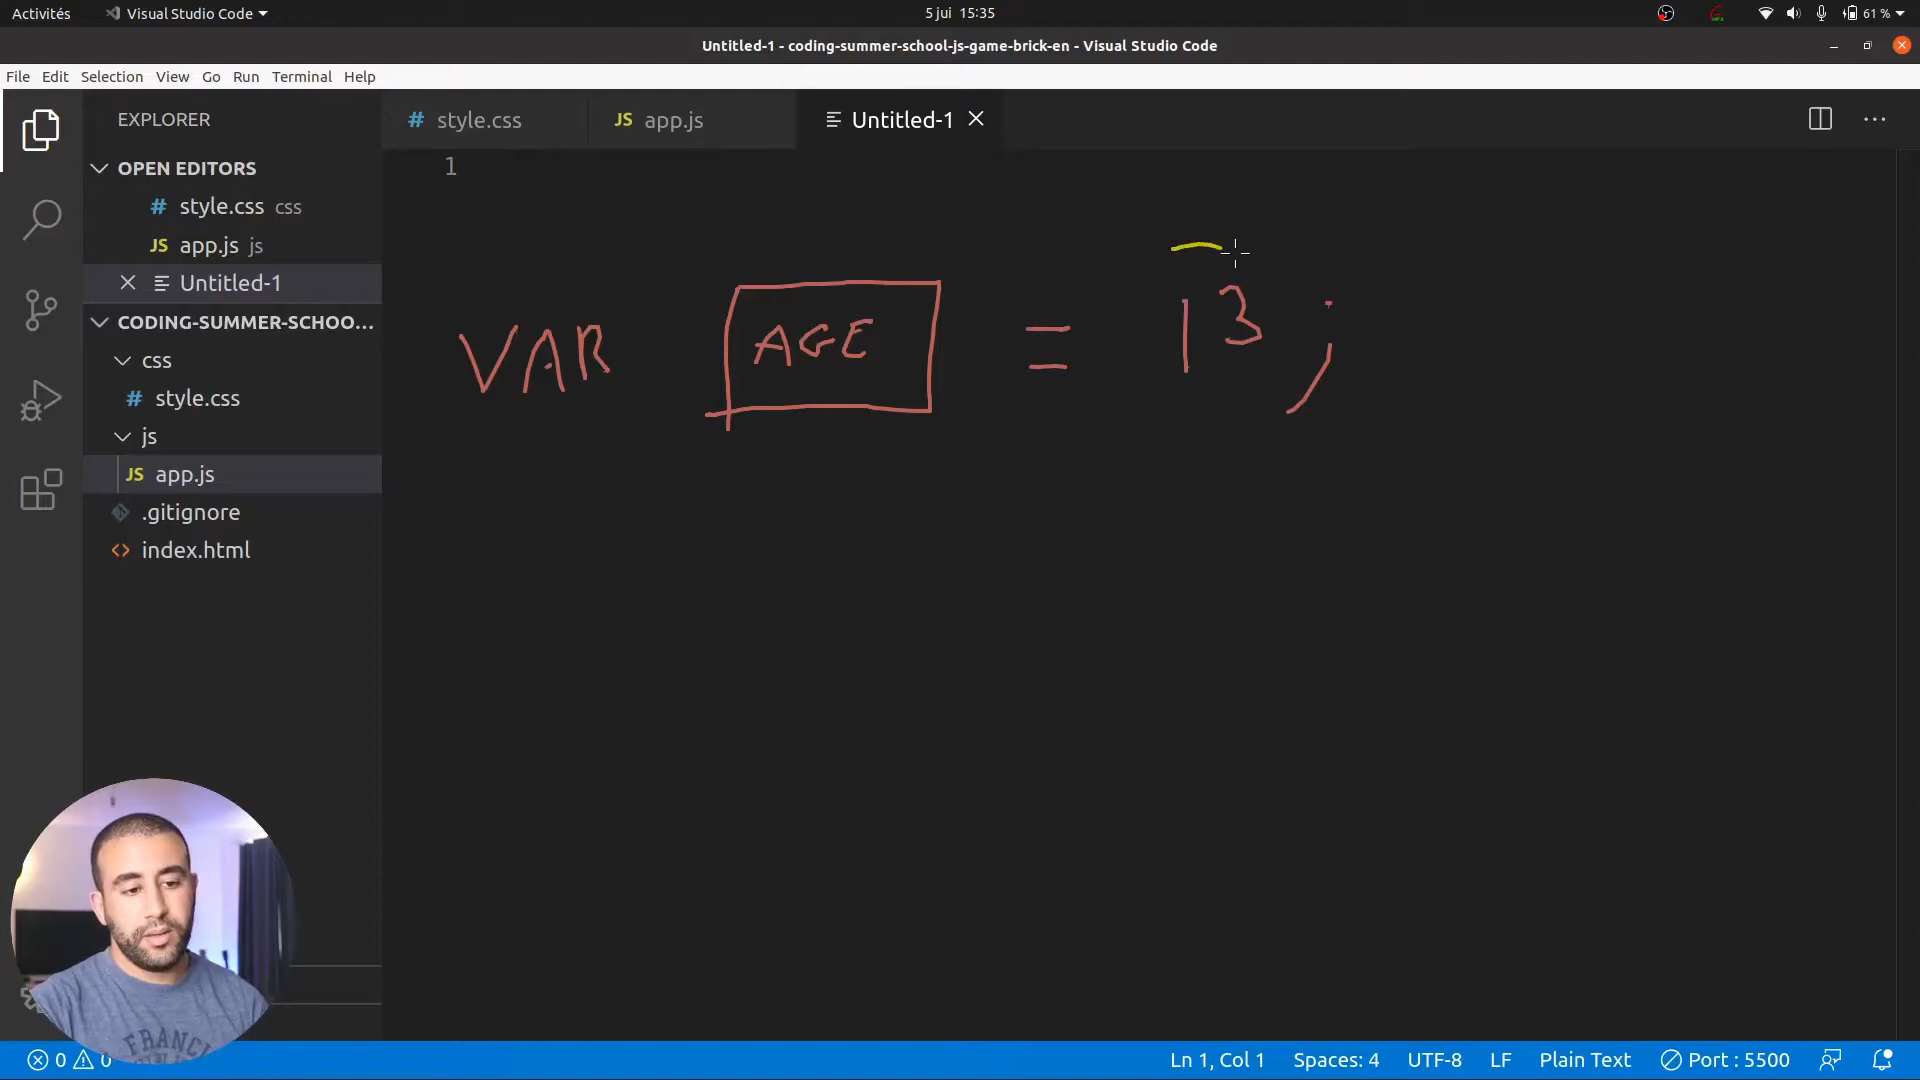 Activités Visual Studio Code 5 jui 15:35 61 %
Untitled-1 - coding-summer-school-js-game-brick-en - Visual Studio Code
File Edit Selection View Go Run Terminal Help
EXPLORER
# style.css JS app.js Untitled-1
OPEN EDITORS
# style.css css
JS app.js js
Untitled-1
CODING-SUMMER-SCHOO...
css
# style.css
js
JS app.js
.gitignore
<> index.html
1
VAR AGE = 13 ;
0 0 Ln 1, Col 1 Spaces: 4 UTF-8 LF Plain Text Port : 5500